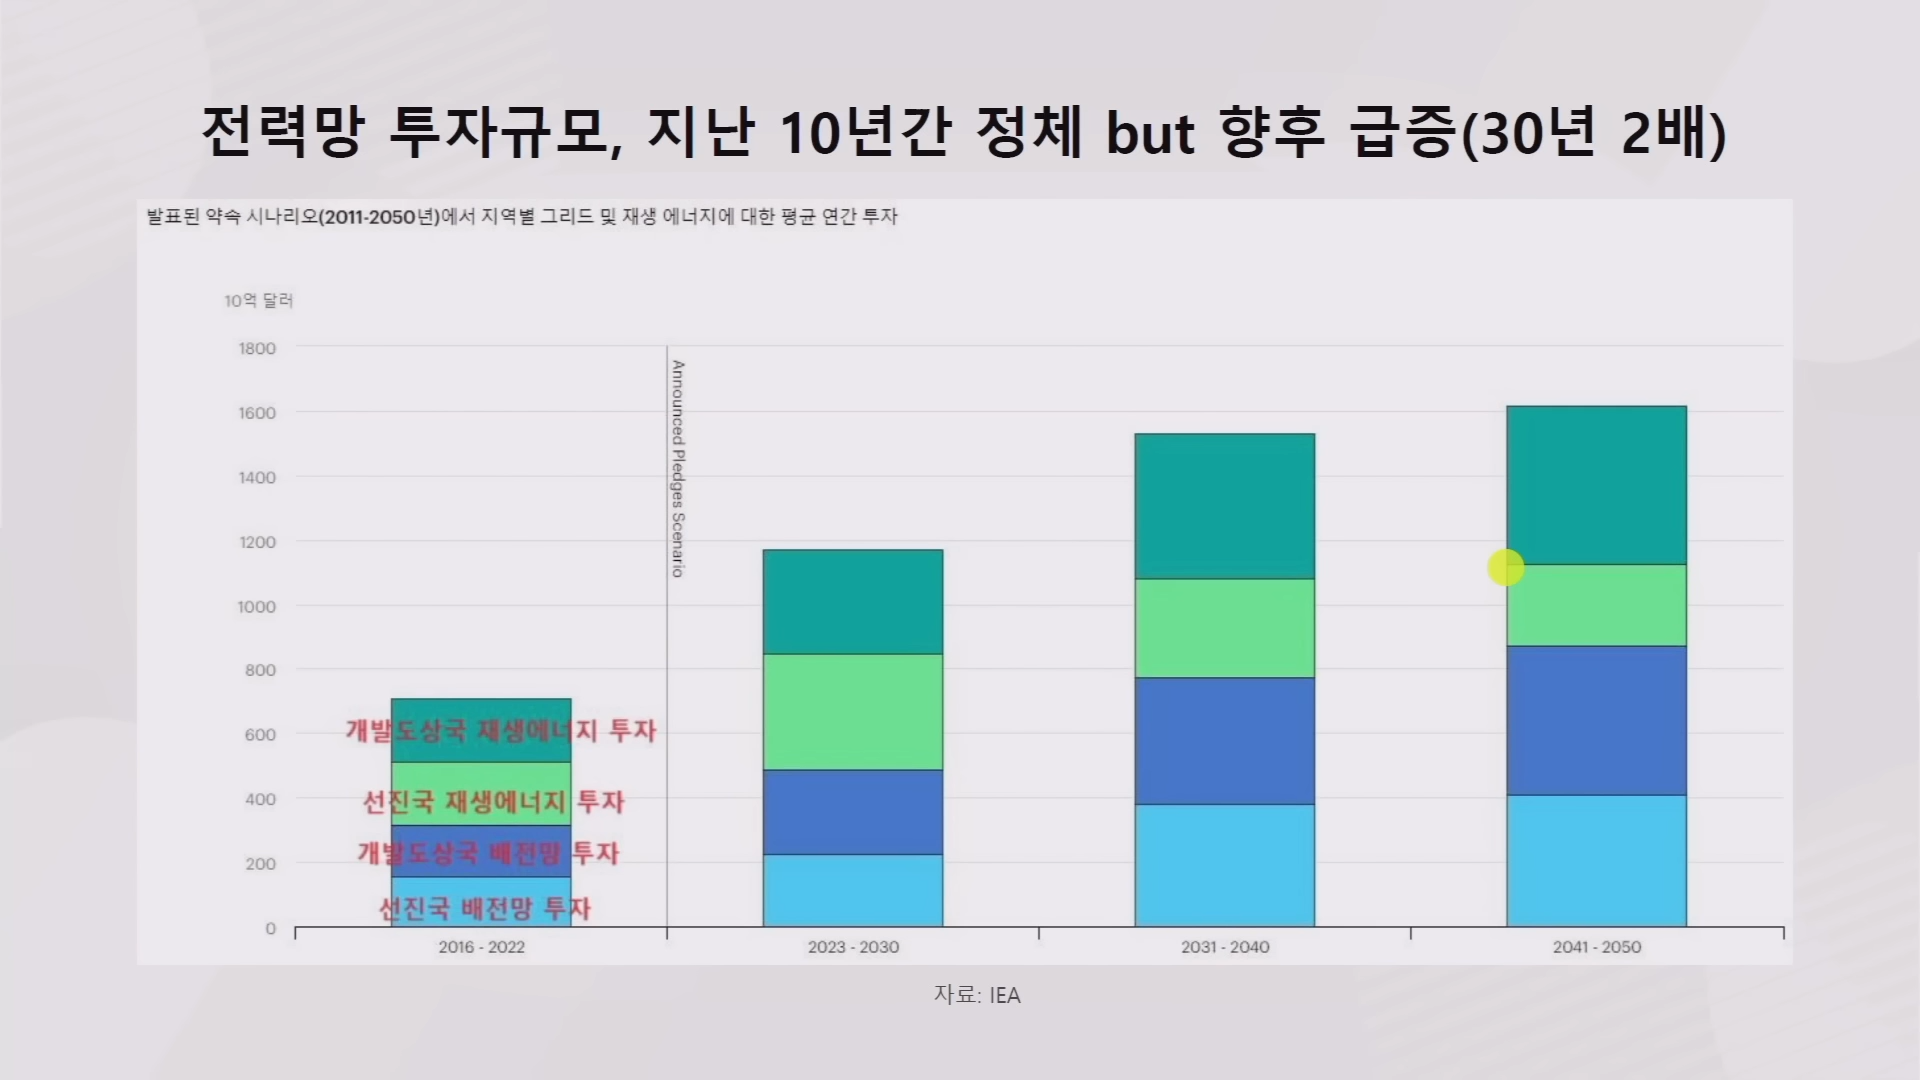 전력망 투자규모, 지난 10년간 정체 but 향후 급증(30년 2배)
발표된 약속 시나리오(2011-2050년)에서 지역별 그리드 및 재생 에너지에 대한 평균 연간 투자
10억 달러
1800
1600
1400
1200
1000
800
600
400
200
0
Announced Pledges Scenario
개발도상국 재생에너지 투자
선진국 재생에너지 투자
개발도상국 배전망 투자
선진국 배전망 투자
2016 - 2022
2023 - 2030
2031 - 2040
2041 - 2050
자료: IEA